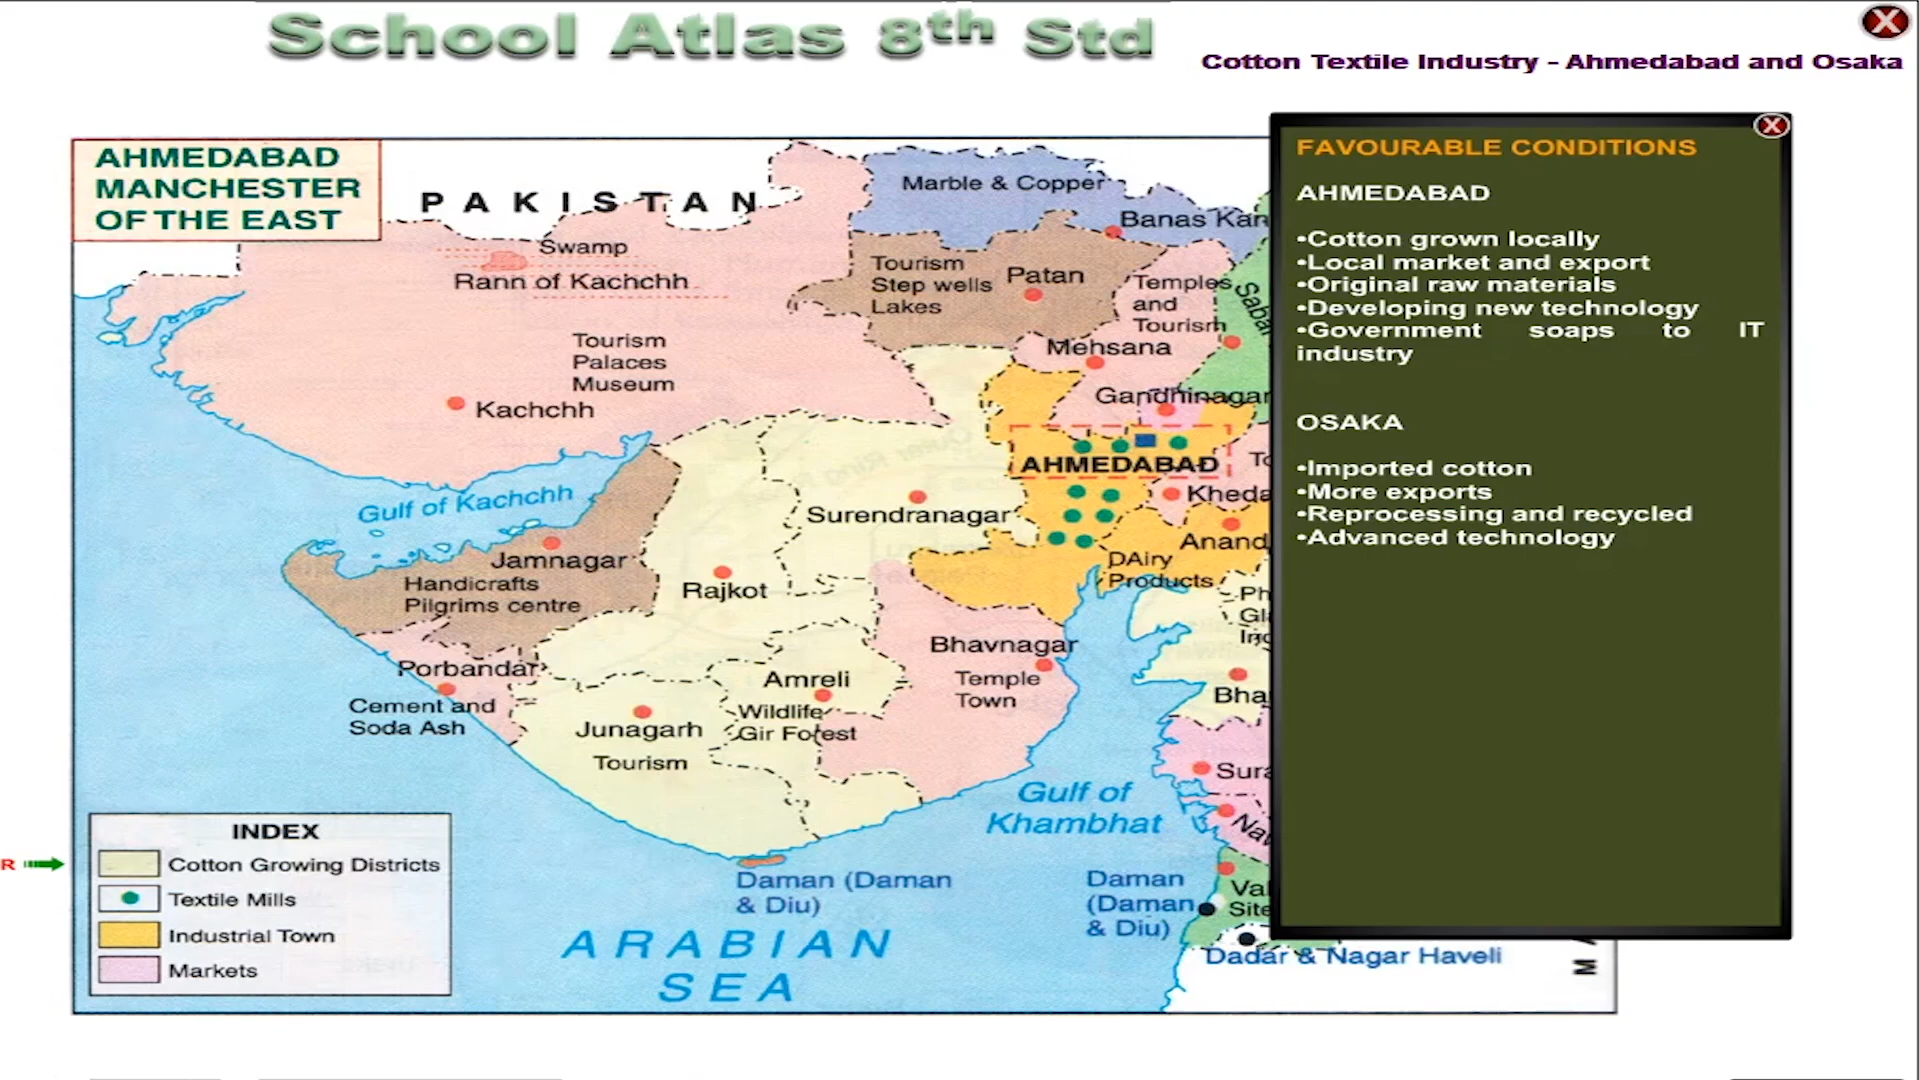 School Atlas 8th Std
Cotton Textile Industry - Ahmedabad and Osaka
AHMEDABAD
MANCHESTER
OF THE EAST
PAKISTAN
Marble & Copper
Swamp
Rann of Kachchh
Tourism
Step wells
Lakes
Patan
Temples
and
Tourism
Mehsana
Tourism
Palaces
Museum
Kachchh
Gandhinagar
AHMEDABAD
Gulf of Kachchh
Surendranagar
Jamnagar
Handicrafts
Pilgrims centre
Rajkot
Anand
DAiry
Products
Bhavnagar
Temple
Town
Porbandar
Cement and
Soda Ash
Amreli
Wildlife
Gir Forest
Junagarh
Tourism
Gulf of
Khambhat
Daman (Daman
& Diu)
Daman
(Daman
& Diu)
Dadar & Nagar Haveli
ARABIAN
SEA
R
INDEX
Cotton Growing Districts
Textile Mills
Industrial Town
Markets
FAVOURABLE CONDITIONS
AHMEDABAD
•Cotton grown locally
•Local market and export
•Original raw materials
•Developing new technology
•Government soaps to IT
industry
OSAKA
•Imported cotton
•More exports
•Reprocessing and recycled
•Advanced technology